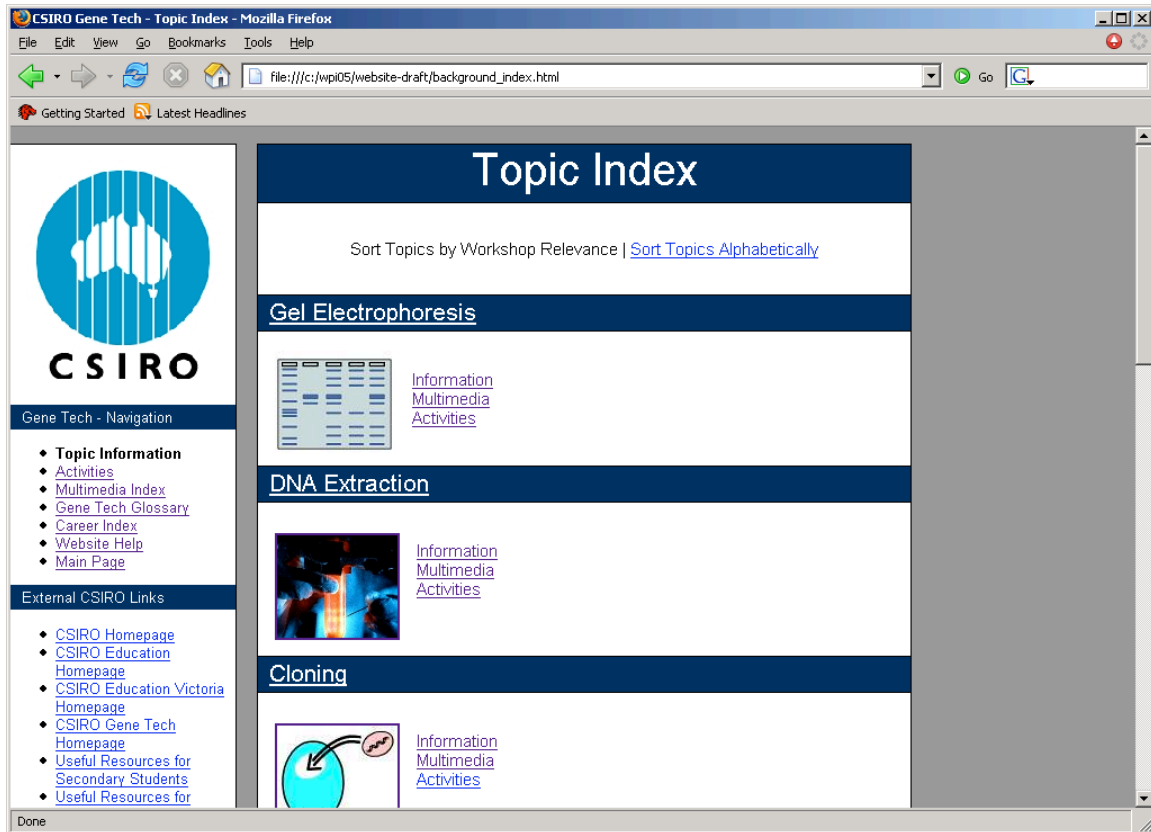 CSIRO Gene Tech - Topic Index - Mozilla Firefox
File Edit View Go Bookmarks Tools Help
file:///c:/wpi05/website-draft/background_index.html
Go
G
Getting Started
Latest Headlines
CSIRO
Gene Tech - Navigation
Topic Information
Activities
Multimedia Index
Gene Tech Glossary
Career Index
Website Help
Main Page
External CSIRO Links
CSIRO Homepage
CSIRO Education
Homepage
CSIRO Education Victoria
Homepage
CSIRO Gene Tech
Homepage
Useful Resources for
Secondary Students
Useful Resources for
Topic Index
Sort Topics by Workshop Relevance | Sort Topics Alphabetically
Gel Electrophoresis
Information
Multimedia
Activities
DNA Extraction
Information
Multimedia
Activities
Cloning
Information
Multimedia
Activities
Done